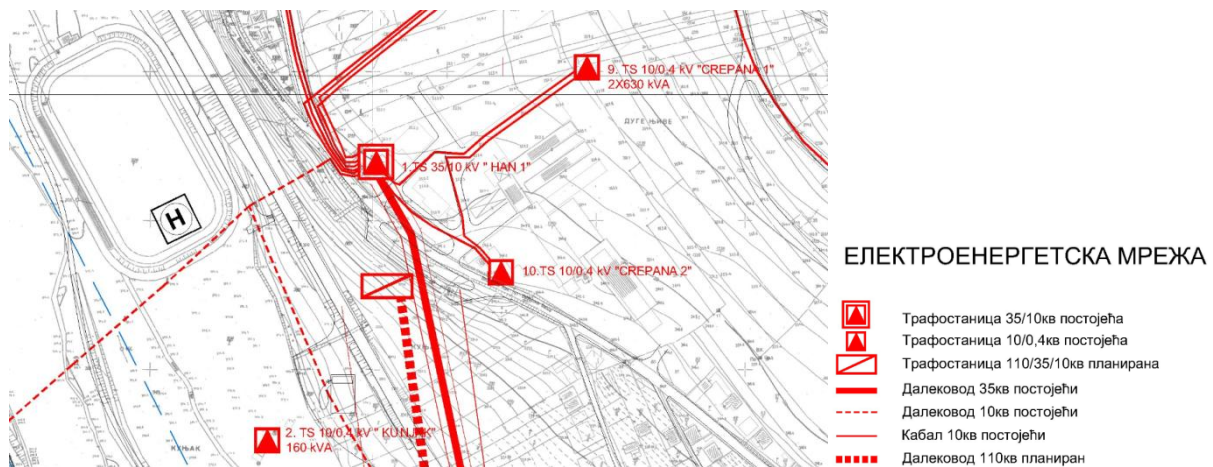 9. TS 10/0,4 kV "CREPANA 1"
2X630 kVA
ДУГЕ ЊИВЕ
1.TS 35/10 kV " HAN 1"
H
10.TS 10/0,4 kV "CREPANA 2"
2. TS 10/0,4 kV " KUNJAK"
160 kVA
КУЊАК
ЕЛЕКТРОЕНЕРГЕТСКА МРЕЖА
Трафостаница 35/10кв постојећа
Трафостаница 10/0,4кв постојећа
Трафостаница 110/35/10кв планирана
Далековод 35кв постојећи
Далековод 10кв постојећи
Кабал 10кв постојећи
Далековод 110кв планиран